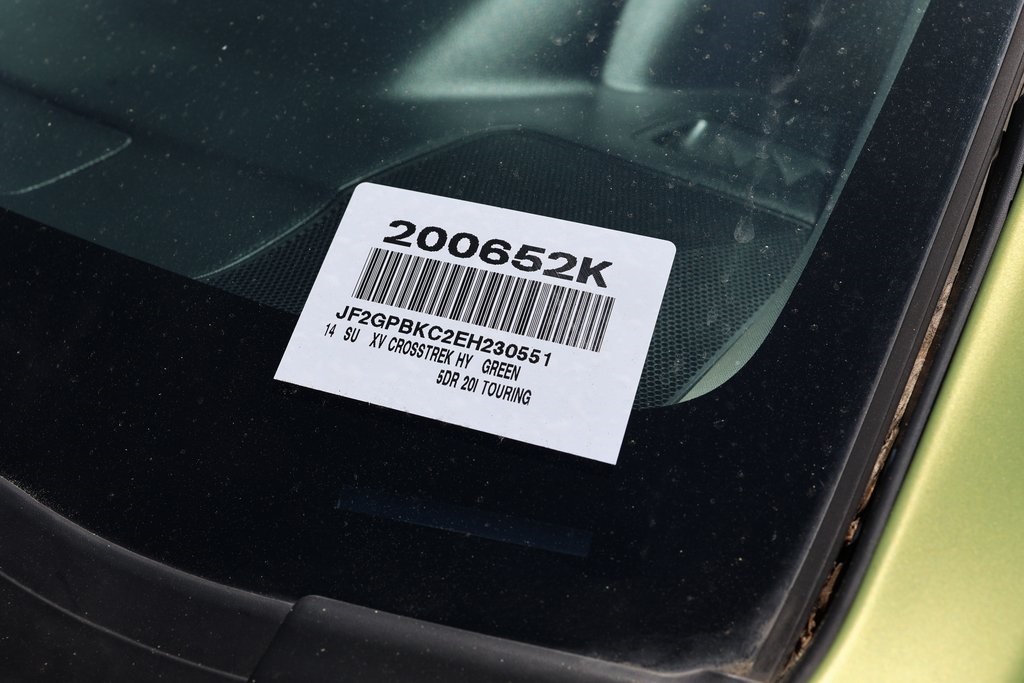 200652K
JF2GPBKC2EH230551
14 SU XV CROSSTREK HY GREEN
5DR 20I TOURING